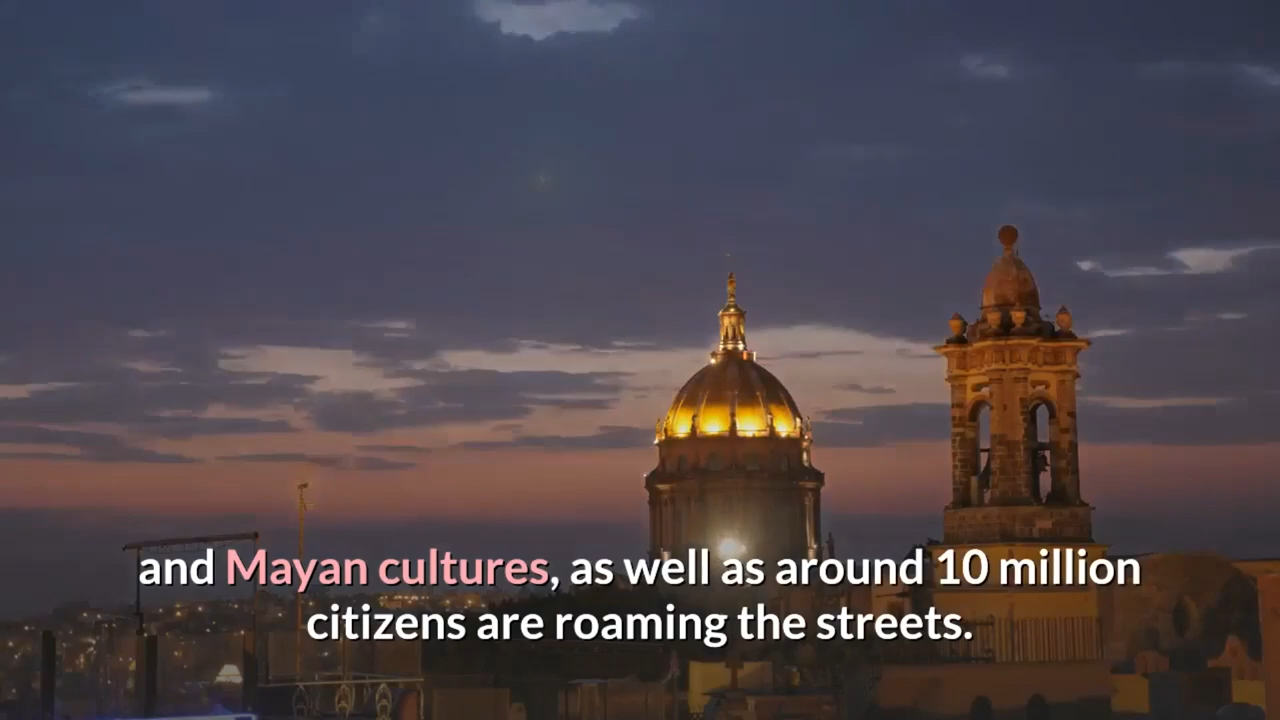 and Mayan cultures, as well as around 10 million
citizens are roaming the streets.